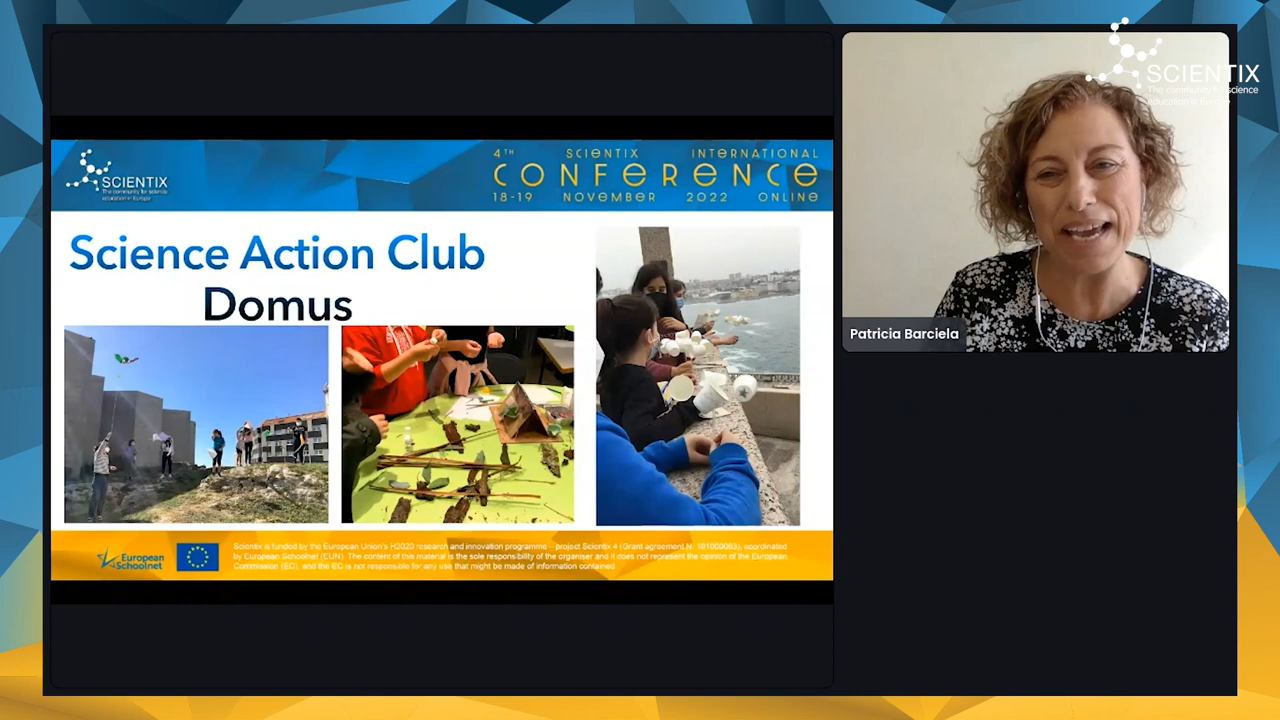 SCIENTIX
The community for science
education in Europe
4TH SCIENTIX INTERNATIONAL
CONFERENCE
18-19 NOVEMBER 2022 ONLINE
Science Action Club
Domus
European
Schoolnet
Scientix is funded by the European Union's H2020 research and innovation programme – project Scientix 4 (Grant agreement N. 101000063), coordinated
by European Schoolnet (EUN). The content of this material is the sole responsibility of the organiser and it does not represent the opinion of the European
Commission (EC), and the EC is not responsible for any use that might be made of information contained
SCIENTIX
The community for science
education in Europe
Patricia Barciela